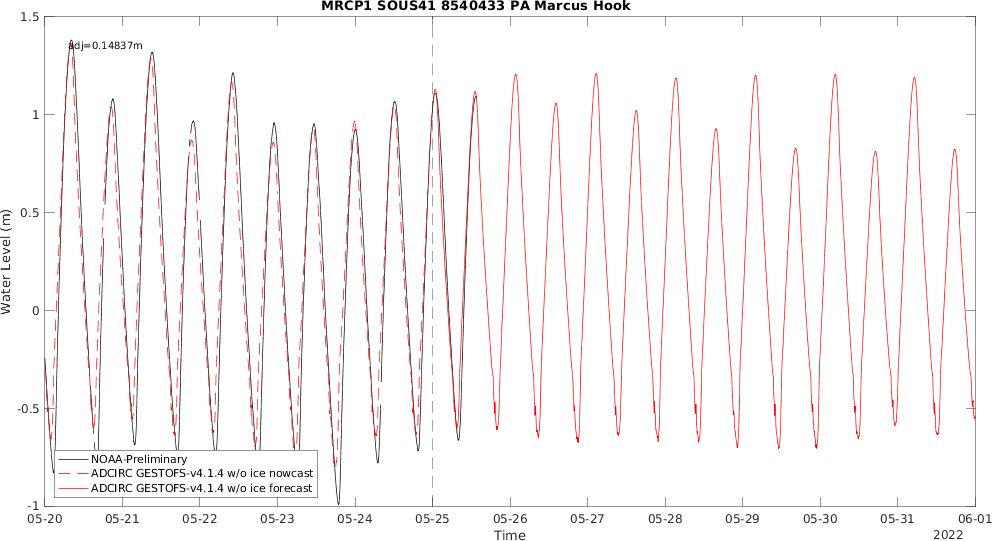 MRCP1 SOUS41 8540433 PA Marcus Hook
adj=0.14837m
Water Level (m)
1.5
1
0.5
0
-0.5
-1
NOAA-Preliminary
ADCIRC GESTOFS-v4.1.4 w/o ice nowcast
ADCIRC GESTOFS-v4.1.4 w/o ice forecast
05-20 05-21 05-22 05-23 05-24 05-25 05-26 05-27 05-28 05-29 05-30 05-31 06-01
Time
2022